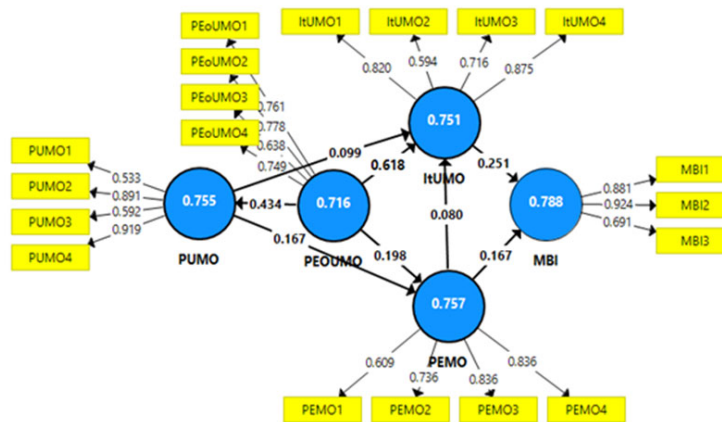 ItUMO1
ItUMO2
ItUMO3
ItUMO4
PEoUMO1
PEoUMO2
PEoUMO3
PEoUMO4
0.820
0.594
0.716
0.875
0.761
0.778
0.638
0.749
0.751
ItUMO
PUMO1
PUMO2
PUMO3
PUMO4
0.533
0.891
0.592
0.919
0.755
PUMO
0.099
0.618
0.251
0.434
0.716
PEOUMO
0.167
0.198
0.080
0.167
0.788
MBI
0.881
0.924
0.691
MBI1
MBI2
MBI3
0.757
PEMO
0.609
0.736
0.836
0.836
PEMO1
PEMO2
PEMO3
PEMO4